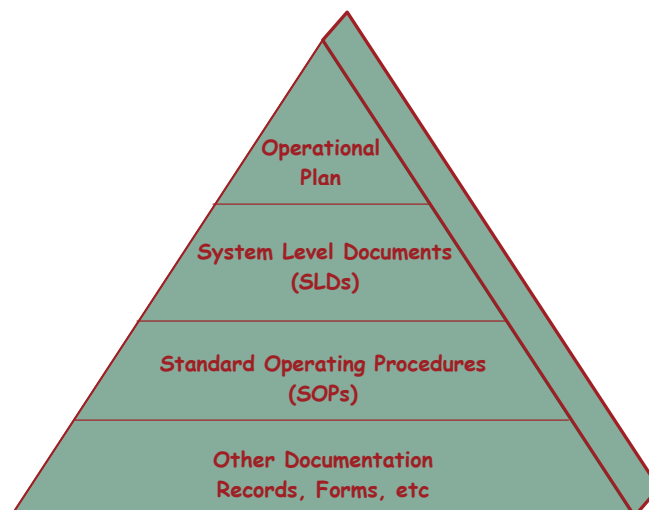 Operational
Plan
System Level Documents
(SLDs)
Standard Operating Procedures
(SOPs)
Other Documentation
Records, Forms, etc